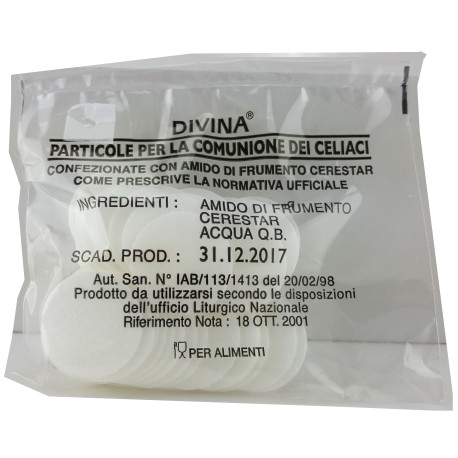 DIVINA®
PARTICOLE PER LA COMUNIONE DEI CELIACI
CONFEZIONATE CON AMIDO DI FRUMENTO CERESTAR
COME PRESCRIVE LA NORMATIVA UFFICIALE
INGREDIENTI : AMIDO DI FRUMENTO
CERESTAR
ACQUA Q.B.
SCAD. PROD. : 31.12.2017
Aut. San. N° IAB/113/1413 del 20/02/98
Prodotto da utilizzarsi secondo le disposizioni
dell'ufficio Liturgico Nazionale
Riferimento Nota : 18 OTT. 2001
PER ALIMENTI